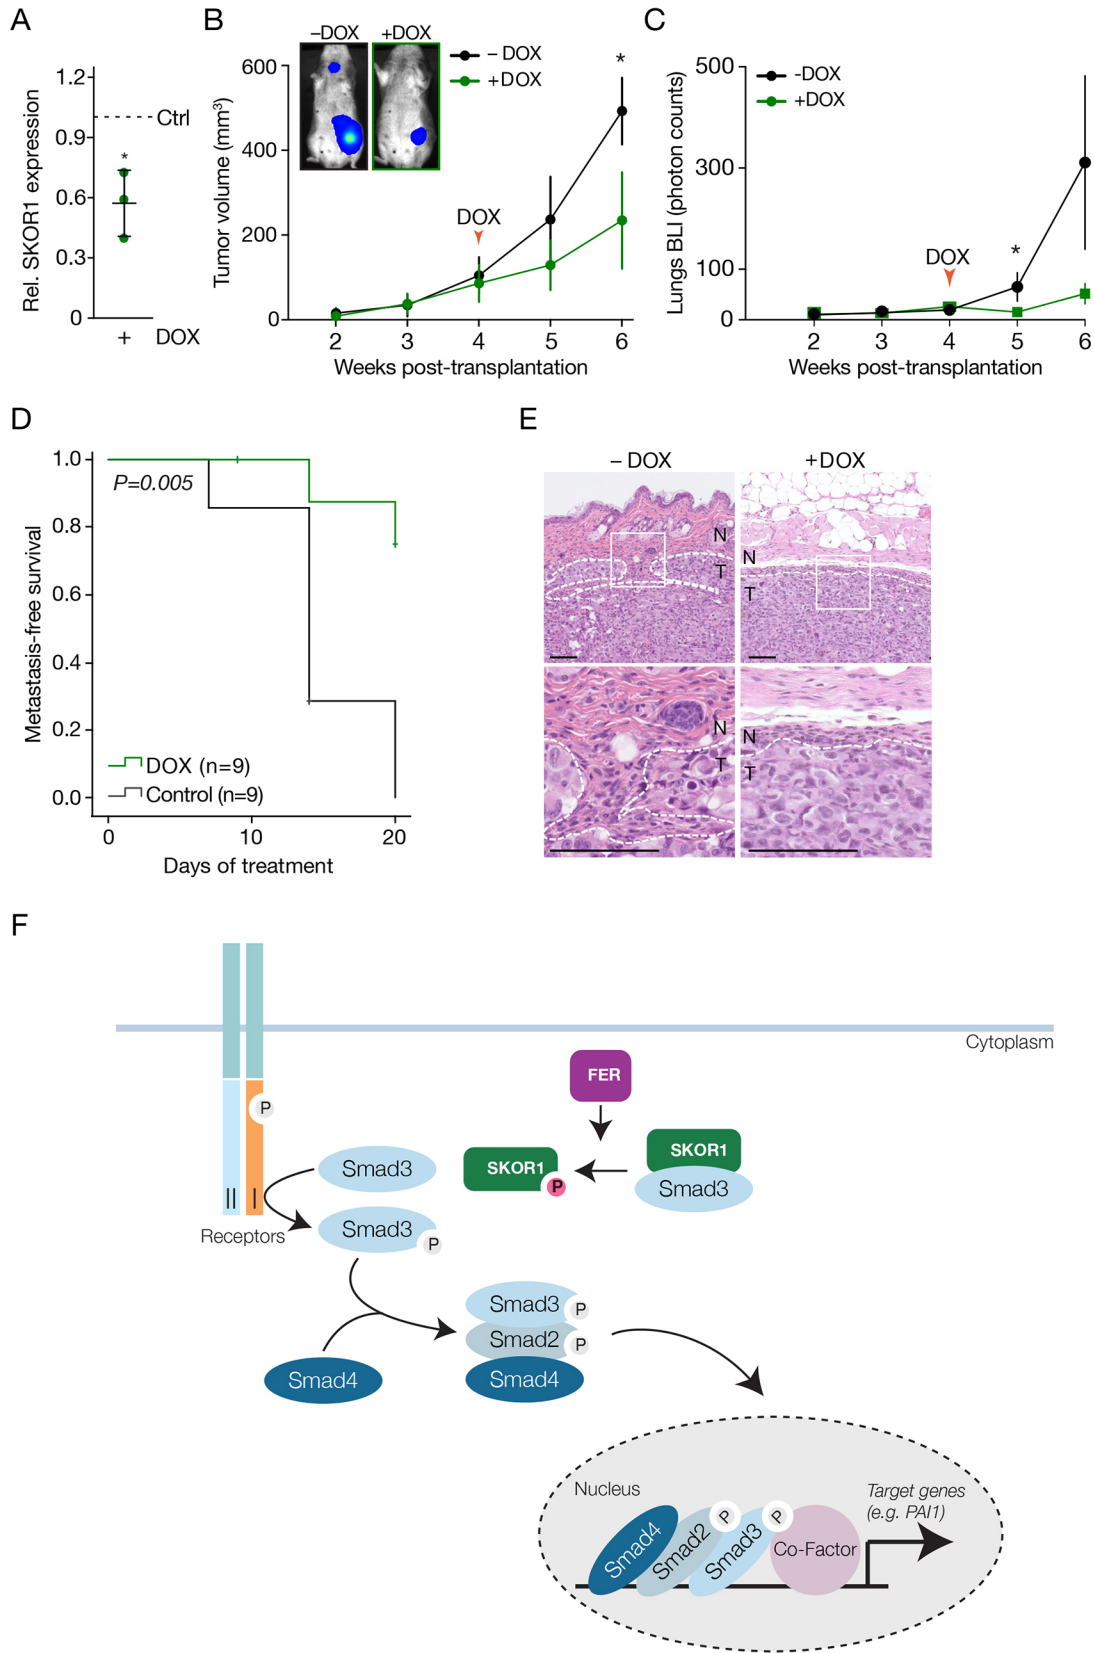 A
Rel. SKOR1 expression
1.2
0.9
0.6
0.3
0
Ctrl
*
+ DOX
B
–DOX +DOX
– DOX
+DOX
*
Tumor volume (mm3)
600
400
200
0
DOX
2 3 4 5 6
Weeks post-transplantation
C
-DOX
+DOX
Lungs BLI (photon counts)
500
300
100
0
DOX
*
2 3 4 5 6
Weeks post-transplantation
D
Metastasis-free survival
1.0
0.8
0.6
0.4
0.2
0.0
P=0.005
DOX (n=9)
Control (n=9)
0 10 20
Days of treatment
E
– DOX +DOX
N
T
N
T
N
T
N
T
F
Cytoplasm
FER
P
SKOR1
Smad3
SKOR1
P
Smad3
II I
Receptors
Smad3
P
Smad3
P
Smad2
P
Smad4
Smad4
Nucleus
Target genes
(e.g. PAI1)
Smad4
Smad2
P
Smad3
P
Co-Factor